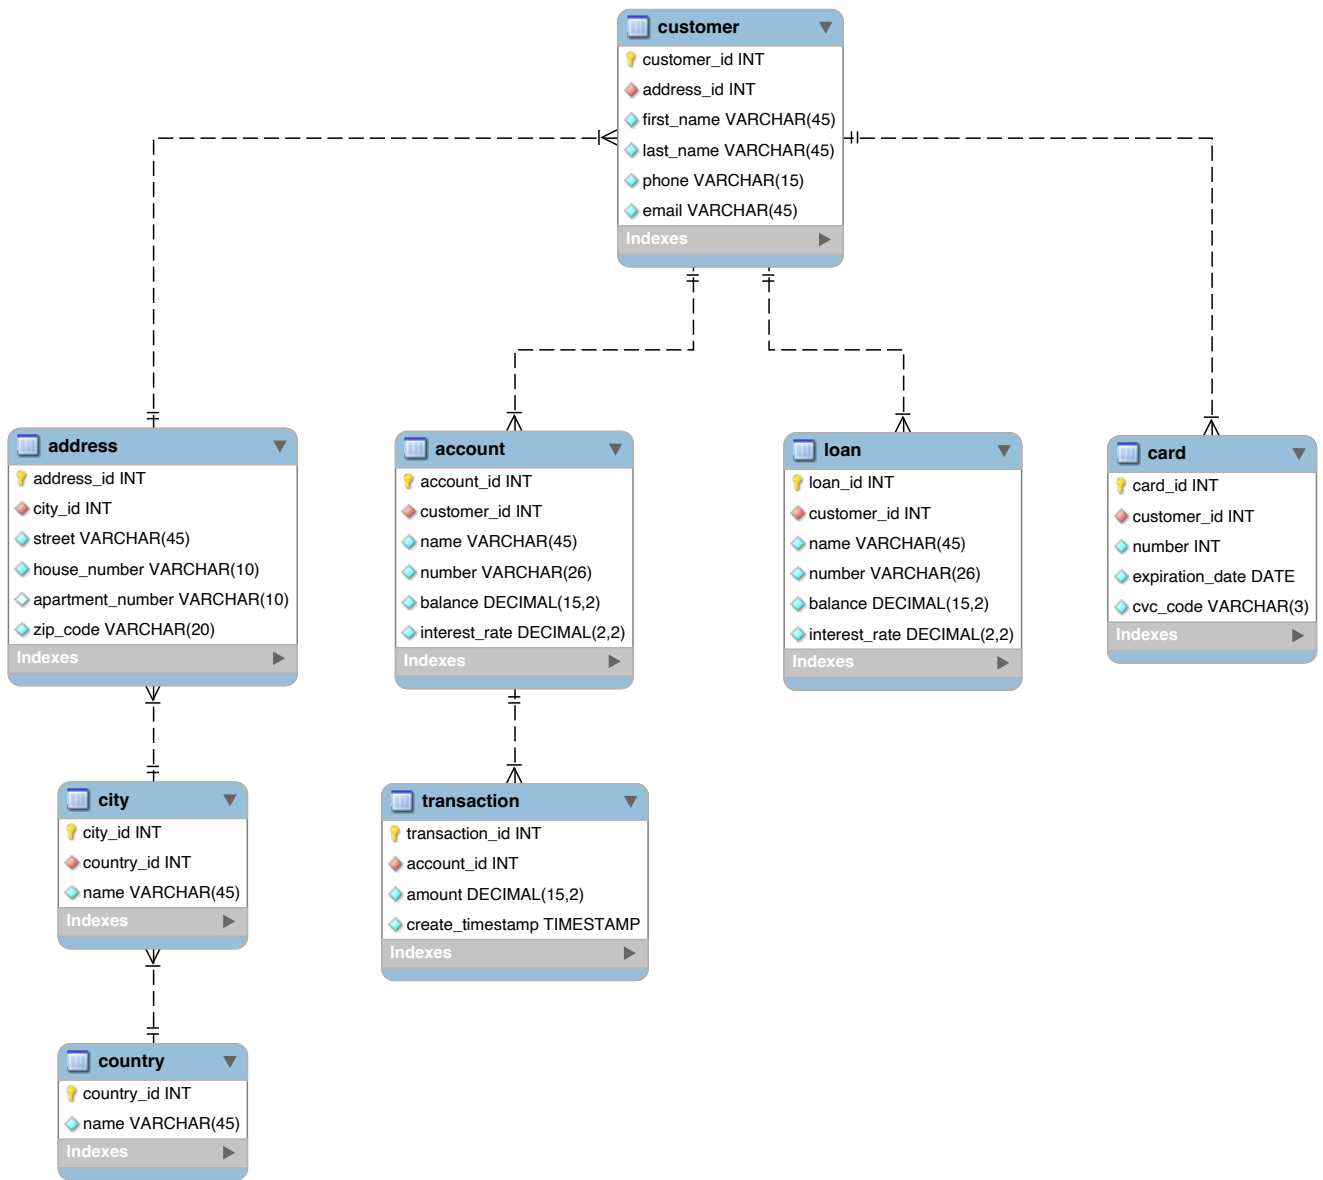 customer
customer_id INT
address_id INT
first_name VARCHAR(45)
last_name VARCHAR(45)
phone VARCHAR(15)
email VARCHAR(45)
Indexes
address
address_id INT
city_id INT
street VARCHAR(45)
house_number VARCHAR(10)
apartment_number VARCHAR(10)
zip_code VARCHAR(20)
Indexes
account
account_id INT
customer_id INT
name VARCHAR(45)
number VARCHAR(26)
balance DECIMAL(15,2)
interest_rate DECIMAL(2,2)
Indexes
loan
loan_id INT
customer_id INT
name VARCHAR(45)
number VARCHAR(26)
balance DECIMAL(15,2)
interest_rate DECIMAL(2,2)
Indexes
card
card_id INT
customer_id INT
number INT
expiration_date DATE
cvc_code VARCHAR(3)
Indexes
city
city_id INT
country_id INT
name VARCHAR(45)
Indexes
transaction
transaction_id INT
account_id INT
amount DECIMAL(15,2)
create_timestamp TIMESTAMP
Indexes
country
country_id INT
name VARCHAR(45)
Indexes